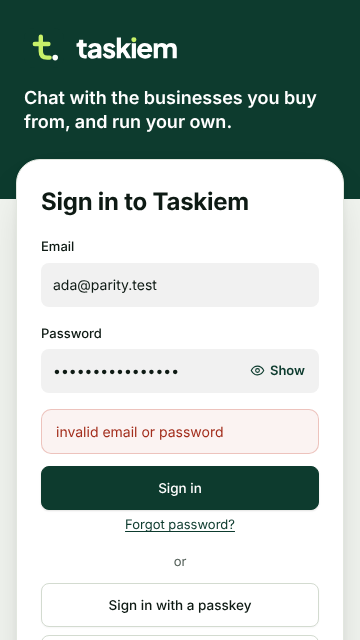 t. taskiem
Chat with the businesses you buy
from, and run your own.
Sign in to Taskiem
Email
ada@parity.test
Password
••••••••••••••••
Show
invalid email or password
Sign in
Forgot password?
or
Sign in with a passkey